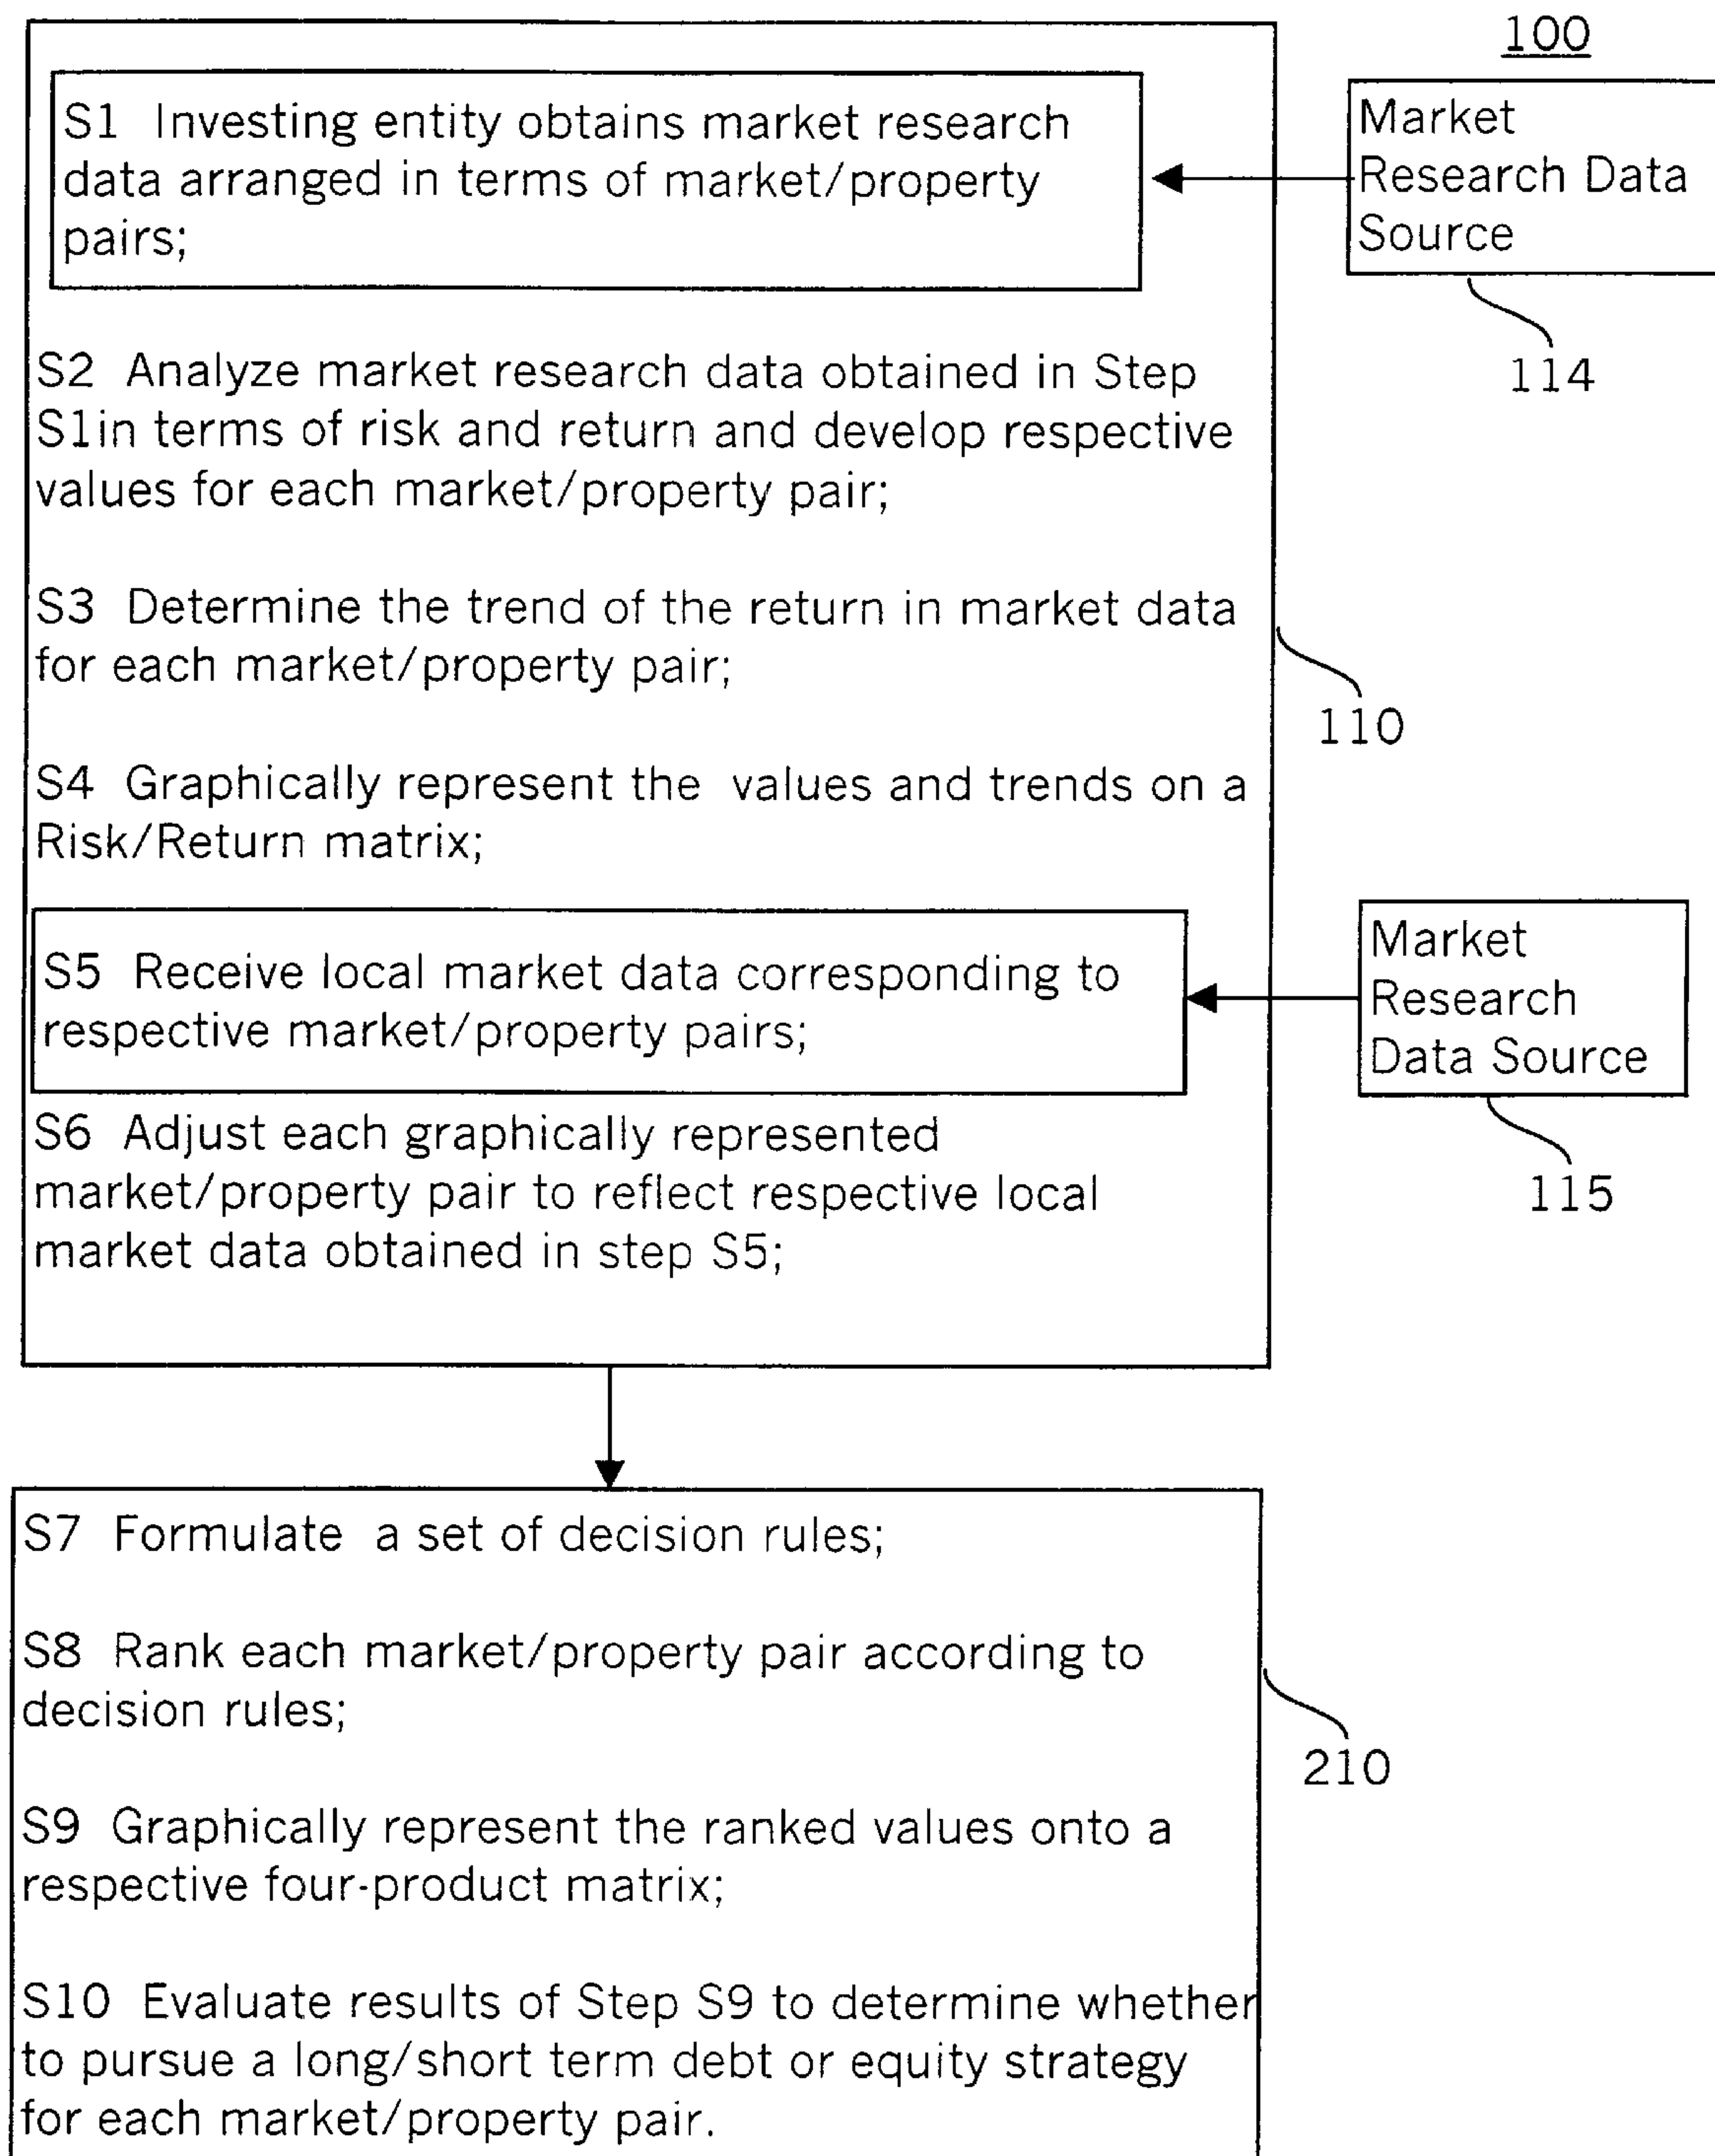 100
S1 Investing entity obtains market research
data arranged in terms of market/property
pairs;
Market
Research Data
Source
114
S2 Analyze market research data obtained in Step
S1in terms of risk and return and develop respective
values for each market/property pair;
S3 Determine the trend of the return in market data
for each market/property pair;
110
S4 Graphically represent the values and trends on a
Risk/Return matrix;
S5 Receive local market data corresponding to
respective market/property pairs;
Market
Research
Data Source
115
S6 Adjust each graphically represented
market/property pair to reflect respective local
market data obtained in step S5;
S7 Formulate a set of decision rules;
S8 Rank each market/property pair according to
decision rules;
210
S9 Graphically represent the ranked values onto a
respective four-product matrix;
S10 Evaluate results of Step S9 to determine whether
to pursue a long/short term debt or equity strategy
for each market/property pair.